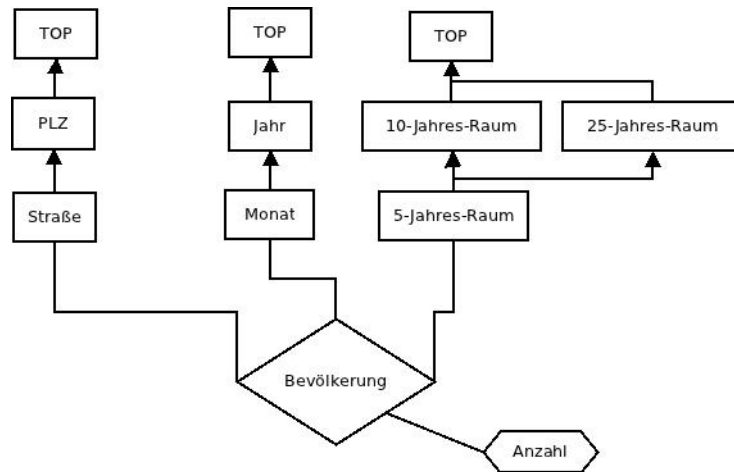 TOP
TOP
TOP
PLZ
Jahr
10-Jahres-Raum
25-Jahres-Raum
Straße
Monat
5-Jahres-Raum
Bevölkerung
Anzahl